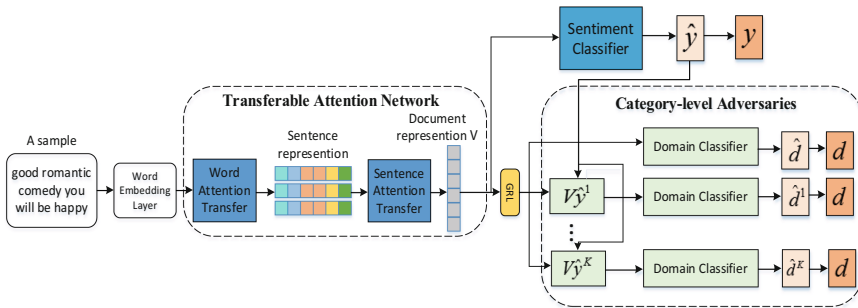 Sentiment
Classifier
ŷ
y
Transferable Attention Network
Category-level Adversaries
A sample
good romantic
comedy you
will be happy
Word
Embedding
Layer
Word
Attention
Transfer
Sentence
represention
Sentence
Attention
Transfer
Document
represention V
GRL
Domain Classifier
d̂
d
Vŷ¹
Domain Classifier
d̂¹
d
⋮
Vŷᴷ
Domain Classifier
d̂ᴷ
d